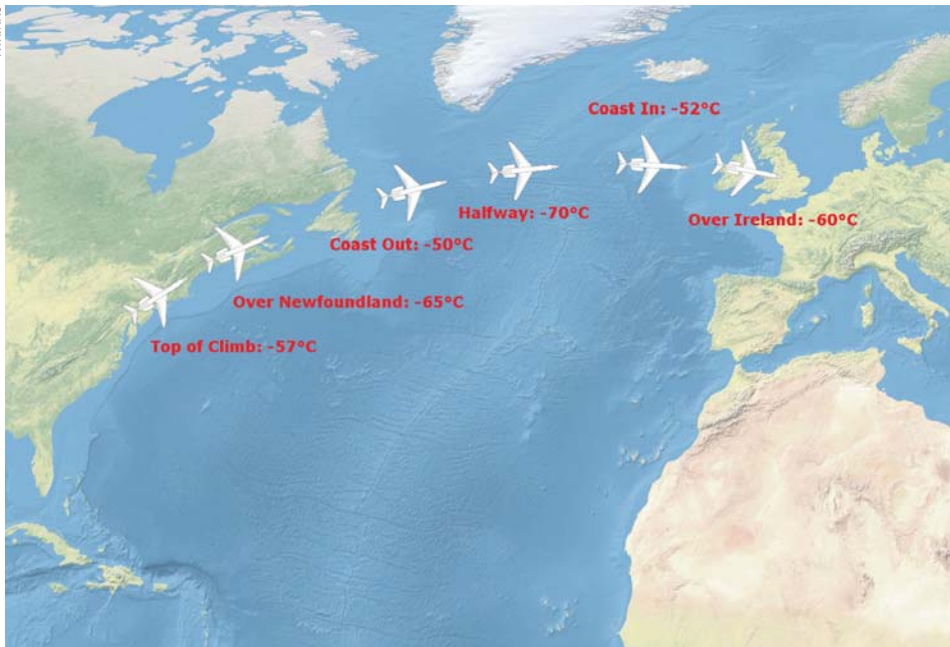 Coast In: -52°C
Halfway: -70°C
Over Ireland: -60°C
Coast Out: -50°C
Over Newfoundland: -65°C
Top of Climb: -57°C